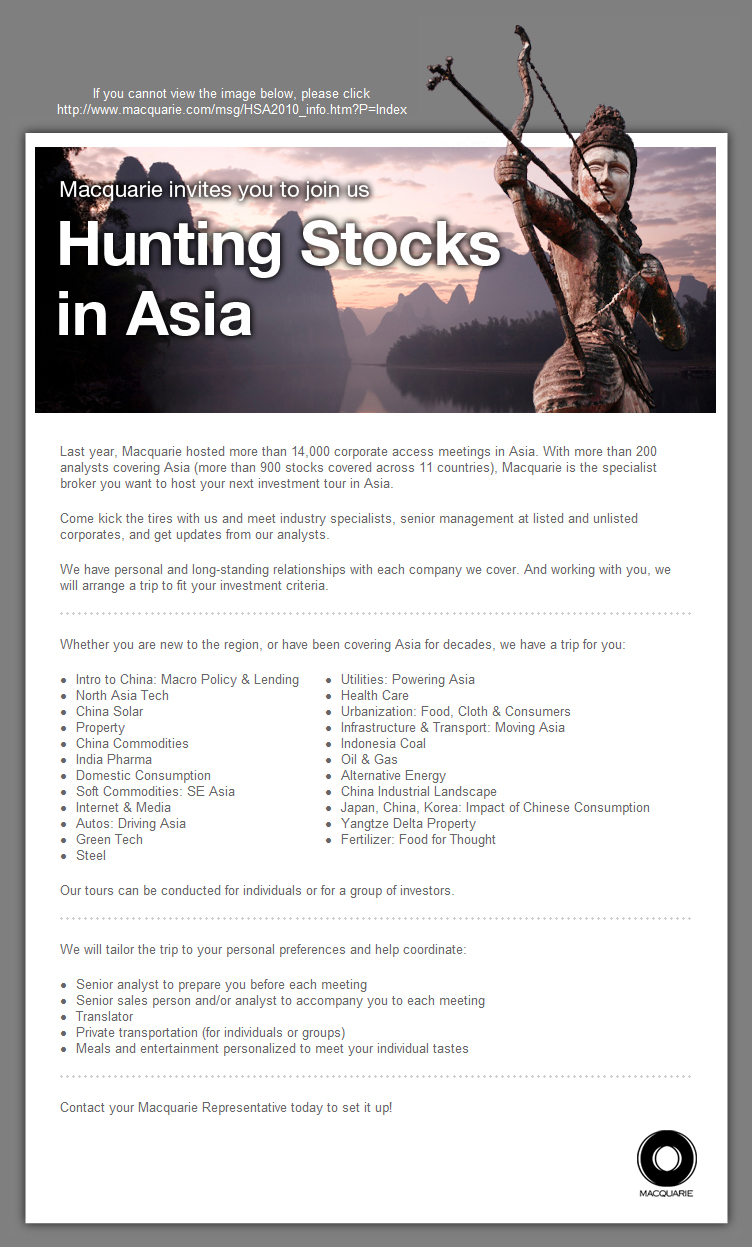 If you cannot view the image below, please click
http://www.macquarie.com/msg/HSA2010_info.htm?P=Index
Macquarie invites you to join us
Hunting Stocks
in Asia
Last year, Macquarie hosted more than 14,000 corporate access meetings in Asia. With more than 200
analysts covering Asia (more than 900 stocks covered across 11 countries), Macquarie is the specialist
broker you want to host your next investment tour in Asia.
Come kick the tires with us and meet industry specialists, senior management at listed and unlisted
corporates, and get updates from our analysts.
We have personal and long-standing relationships with each company we cover. And working with you, we
will arrange a trip to fit your investment criteria.
Whether you are new to the region, or have been covering Asia for decades, we have a trip for you:
● Intro to China: Macro Policy & Lending
● North Asia Tech
● China Solar
● Property
● China Commodities
● India Pharma
● Domestic Consumption
● Soft Commodities: SE Asia
● Internet & Media
● Autos: Driving Asia
● Green Tech
● Steel
● Utilities: Powering Asia
● Health Care
● Urbanization: Food, Cloth & Consumers
● Infrastructure & Transport: Moving Asia
● Indonesia Coal
● Oil & Gas
● Alternative Energy
● China Industrial Landscape
● Japan, China, Korea: Impact of Chinese Consumption
● Yangtze Delta Property
● Fertilizer: Food for Thought
Our tours can be conducted for individuals or for a group of investors.
We will tailor the trip to your personal preferences and help coordinate:
● Senior analyst to prepare you before each meeting
● Senior sales person and/or analyst to accompany you to each meeting
● Translator
● Private transportation (for individuals or groups)
● Meals and entertainment personalized to meet your individual tastes
Contact your Macquarie Representative today to set it up!
MACQUARIE